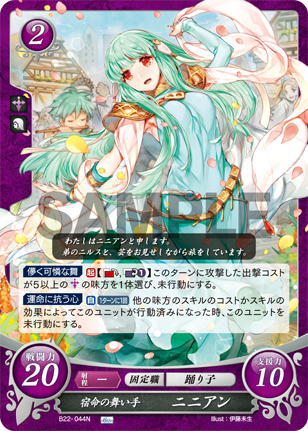 2
SAMPLE
わたしはニニアンと申します。
弟のニルスと、芸をお見せしながら旅をしています。
儚く可憐な舞 起 【 1】このターンに攻撃した出撃コスト
が5以上の の味方を1体選び、未行動にする。
運命に抗う心 自 1ターンに1回 他の味方のスキルのコストかスキルの
効果によってこのユニットが行動済みになった時、このユニットを
未行動にする。
戦闘力 20
射程 - 固定職 踊り子
支援力 10
宿命の舞い手 ニニアン
B22-044N Illust:伊藤未生